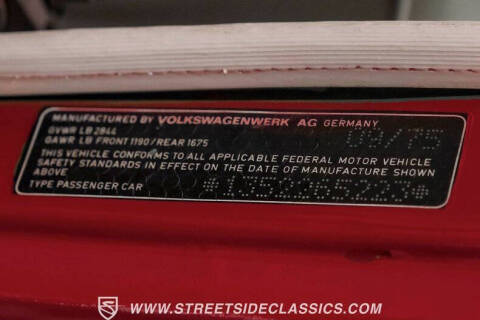 MANUFACTURED BY VOLKSWAGENWERK AG GERMANY
GVWR LB 2844 09/75
GAWR LB FRONT 1190/REAR 1675
THIS VEHICLE CONFORMS TO ALL APPLICABLE FEDERAL MOTOR VEHICLE
SAFETY STANDARDS IN EFFECT ON THE DATE OF MANUFACTURE SHOWN
ABOVE
TYPE PASSENGER CAR
WWW.STREETSIDECLASSICS.COM